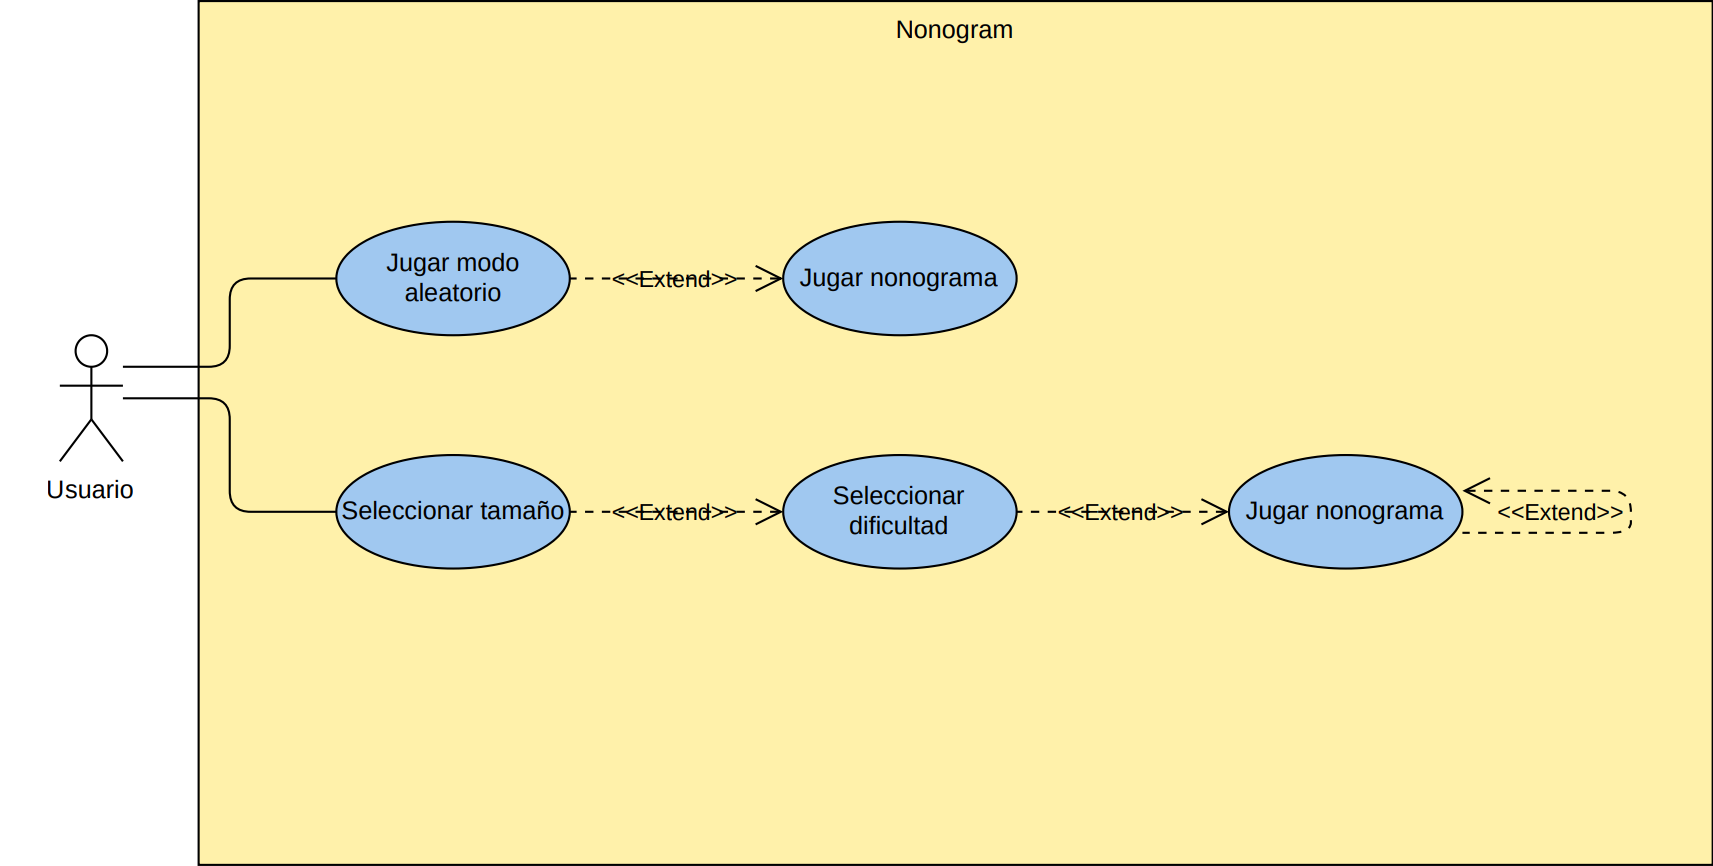 Nonogram
Jugar modo
aleatorio
<<Extend>>
Jugar nonograma
Usuario
Seleccionar tamaño
<<Extend>>
Seleccionar
dificultad
<<Extend>>
Jugar nonograma
<<Extend>>